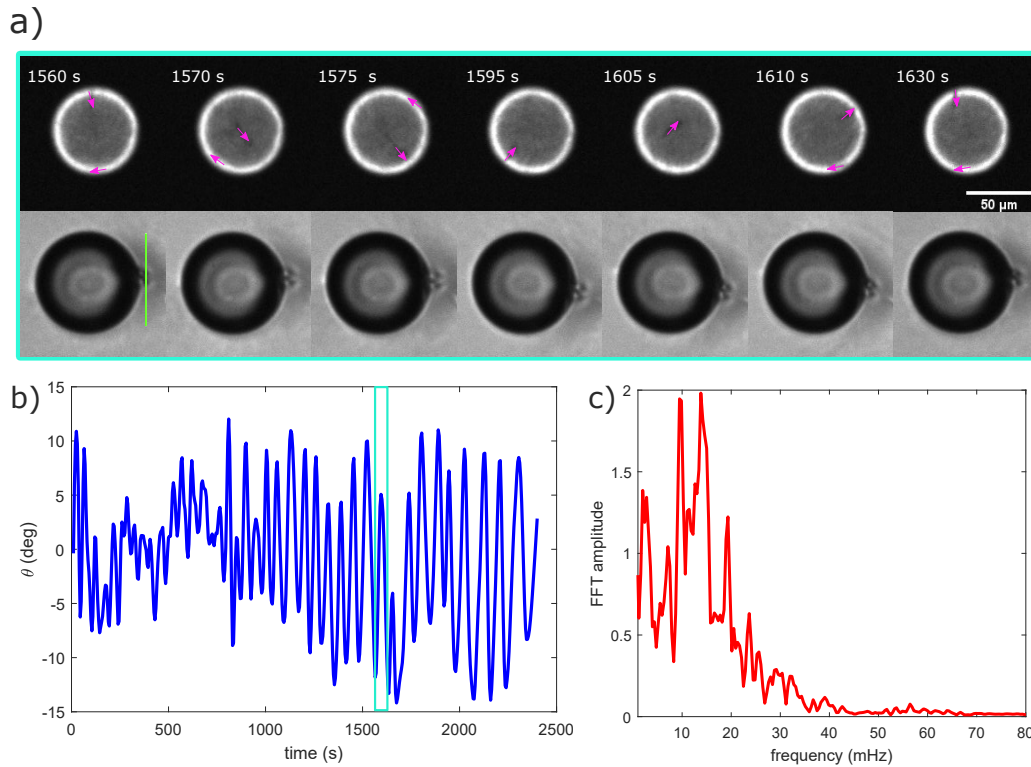 a)
1560 s
1570 s
1575 s
1595 s
1605 s
1610 s
1630 s
50 µm
b)
15
10
5
0
-5
-10
-15
θ (deg)
0
500
1000
1500
2000
2500
time (s)
c)
2
1.5
1
0.5
0
FFT amplitude
10
20
30
40
50
60
70
80
frequency (mHz)